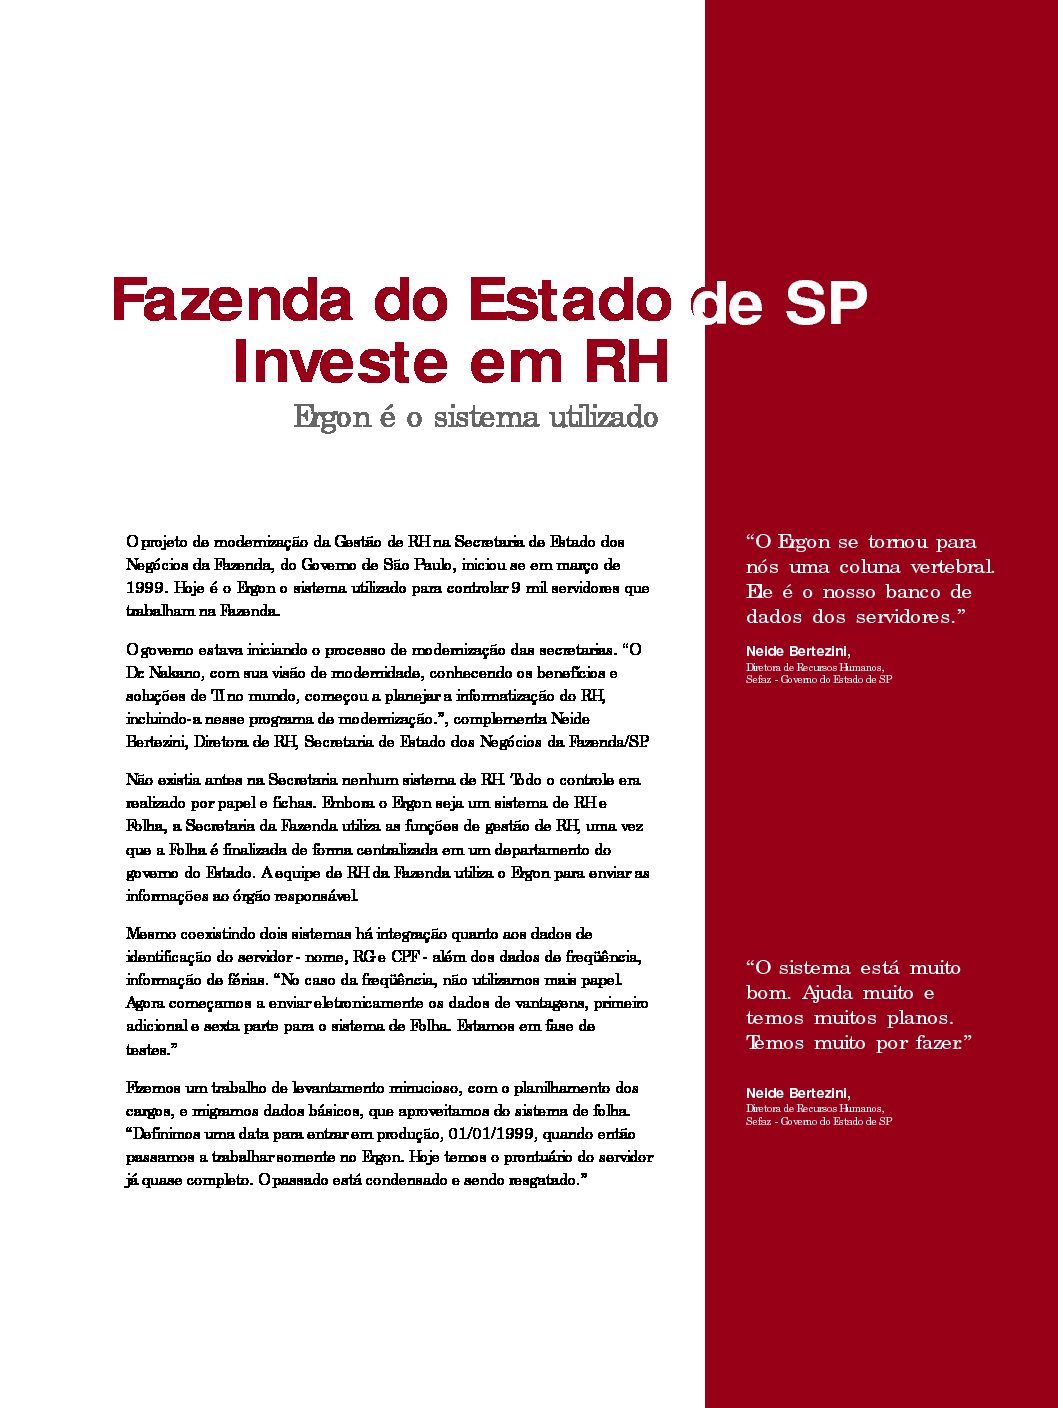 Fazenda do Estado de SP
Investe em RH
Ergon é o sistema utilizado
O projeto de modernização da Gestão de RH na Secretaria de Estado dos
Negócios da Fazenda, do Governo de São Paulo, iniciou se em março de
1999. Hoje é o Ergon o sistema utilizado para controlar 9 mil servidores que
trabalham na Fazenda.
O governo estava iniciando o processo de modernização das secretarias. “O
Dr. Nakano, com sua visão de modernidade, conhecendo os benefícios e
soluções de TI no mundo, começou a planejar a informatização do RH,
incluindo-a nesse programa de modernização.”, complementa Neide
Bertezini, Diretora de RH, Secretaria de Estado dos Negócios da Fazenda/SP.
Não existia antes na Secretaria nenhum sistema de RH. Todo o controle era
realizado por papel e fichas. Embora o Ergon seja um sistema de RH e
Folha, a Secretaria da Fazenda utiliza as funções de gestão de RH, uma vez
que a Folha é finalizada de forma centralizada em um departamento do
governo do Estado. A equipe de RH da Fazenda utiliza o Ergon para enviar as
informações ao órgão responsável.
Mesmo coexistindo dois sistemas há integração quanto aos dados de
identificação do servidor - nome, RG e CPF - além dos dados de freqüência,
informação de férias. “No caso da freqüência, não utilizamos mais papel.
Agora começamos a enviar eletronicamente os dados de vantagens, primeiro
adicional e sexta parte para o sistema de Folha. Estamos em fase de
testes.”
Fizemos um trabalho de levantamento minucioso, com o planilhamento dos
cargos, e migramos dados básicos, que aproveitamos do sistema de folha.
“Definimos uma data para entrar em produção, 01/01/1999, quando então
passamos a trabalhar somente no Ergon. Hoje temos o prontuário do servidor
já quase completo. O passado está condensado e sendo resgatado.”
“O Ergon se tornou para
nós uma coluna vertebral.
Ele é o nosso banco de
dados dos servidores.”
Neide Bertezini,
Diretora de Recursos Humanos,
Sefaz - Governo do Estado de SP
“O sistema está muito
bom. Ajuda muito e
temos muitos planos.
Temos muito por fazer.”
Neide Bertezini,
Diretora de Recursos Humanos,
Sefaz - Governo do Estado de SP